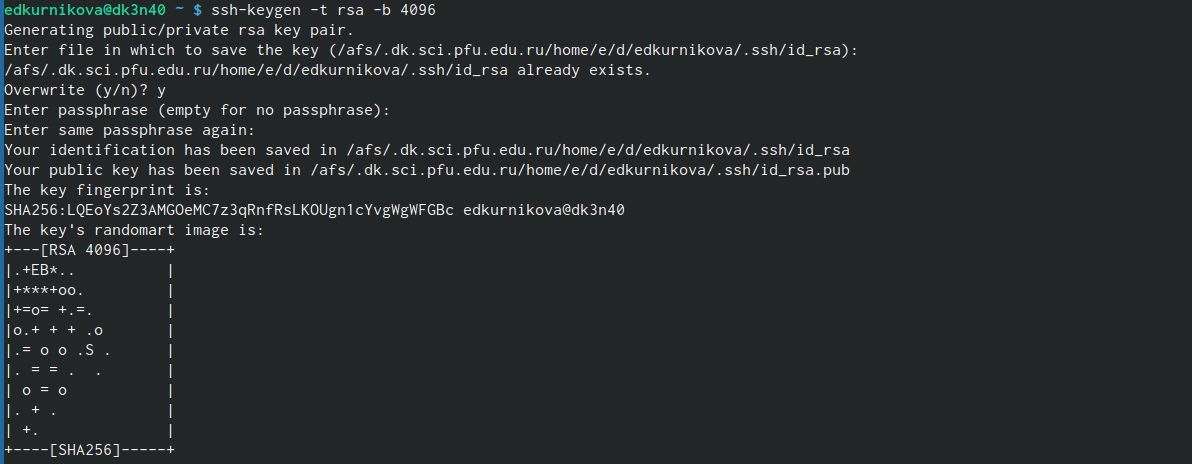 edkurnikova@dk3n40 ~ $ ssh-keygen -t rsa -b 4096
Generating public/private rsa key pair.
Enter file in which to save the key (/afs/.dk.sci.pfu.edu.ru/home/e/d/edkurnikova/.ssh/id_rsa):
/afs/.dk.sci.pfu.edu.ru/home/e/d/edkurnikova/.ssh/id_rsa already exists.
Overwrite (y/n)? y
Enter passphrase (empty for no passphrase):
Enter same passphrase again:
Your identification has been saved in /afs/.dk.sci.pfu.edu.ru/home/e/d/edkurnikova/.ssh/id_rsa
Your public key has been saved in /afs/.dk.sci.pfu.edu.ru/home/e/d/edkurnikova/.ssh/id_rsa.pub
The key fingerprint is:
SHA256:LQEoYs2Z3AMGOeMC7z3qRnfRsLKOUgn1cYvgWgWFGBc edkurnikova@dk3n40
The key's randomart image is:
+---[RSA 4096]----+
|.+EB*..          |
|+***+oo.         |
|+=o= +.=.        |
|o.+ + + .o       |
|.= o o .S .      |
|. = = .  .       |
| o = o           |
|. + .            |
| +.              |
+----[SHA256]-----+